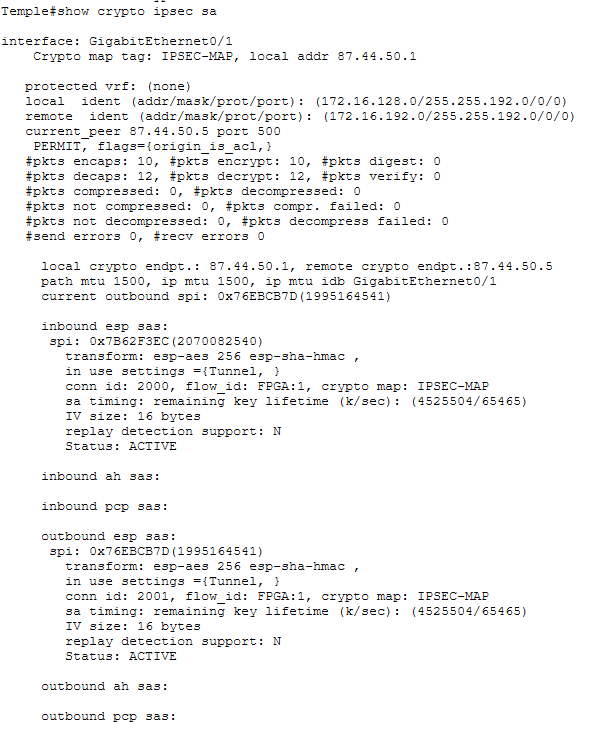 Temple#show crypto ipsec sa
interface: GigabitEthernet0/1
Crypto map tag: IPSEC-MAP, local addr 87.44.50.1
protected vrf: (none)
local  ident (addr/mask/prot/port): (172.16.128.0/255.255.192.0/0/0)
remote  ident (addr/mask/prot/port): (172.16.192.0/255.255.192.0/0/0)
current_peer 87.44.50.5 port 500
PERMIT, flags={origin_is_acl,}
#pkts encaps: 10, #pkts encrypt: 10, #pkts digest: 0
#pkts decaps: 12, #pkts decrypt: 12, #pkts verify: 0
#pkts compressed: 0, #pkts decompressed: 0
#pkts not compressed: 0, #pkts compr. failed: 0
#pkts not decompressed: 0, #pkts decompress failed: 0
#send errors 0, #recv errors 0
local crypto endpt.: 87.44.50.1, remote crypto endpt.:87.44.50.5
path mtu 1500, ip mtu 1500, ip mtu idb GigabitEthernet0/1
current outbound spi: 0x76EBCB7D(1995164541)
inbound esp sas:
spi: 0x7B62F3EC(2070082540)
transform: esp-aes 256 esp-sha-hmac ,
in use settings ={Tunnel, }
conn id: 2000, flow_id: FPGA:1, crypto map: IPSEC-MAP
sa timing: remaining key lifetime (k/sec): (4525504/65465)
IV size: 16 bytes
replay detection support: N
Status: ACTIVE
inbound ah sas:
inbound pcp sas:
outbound esp sas:
spi: 0x76EBCB7D(1995164541)
transform: esp-aes 256 esp-sha-hmac ,
in use settings ={Tunnel, }
conn id: 2001, flow_id: FPGA:1, crypto map: IPSEC-MAP
sa timing: remaining key lifetime (k/sec): (4525504/65465)
IV size: 16 bytes
replay detection support: N
Status: ACTIVE
outbound ah sas:
outbound pcp sas: